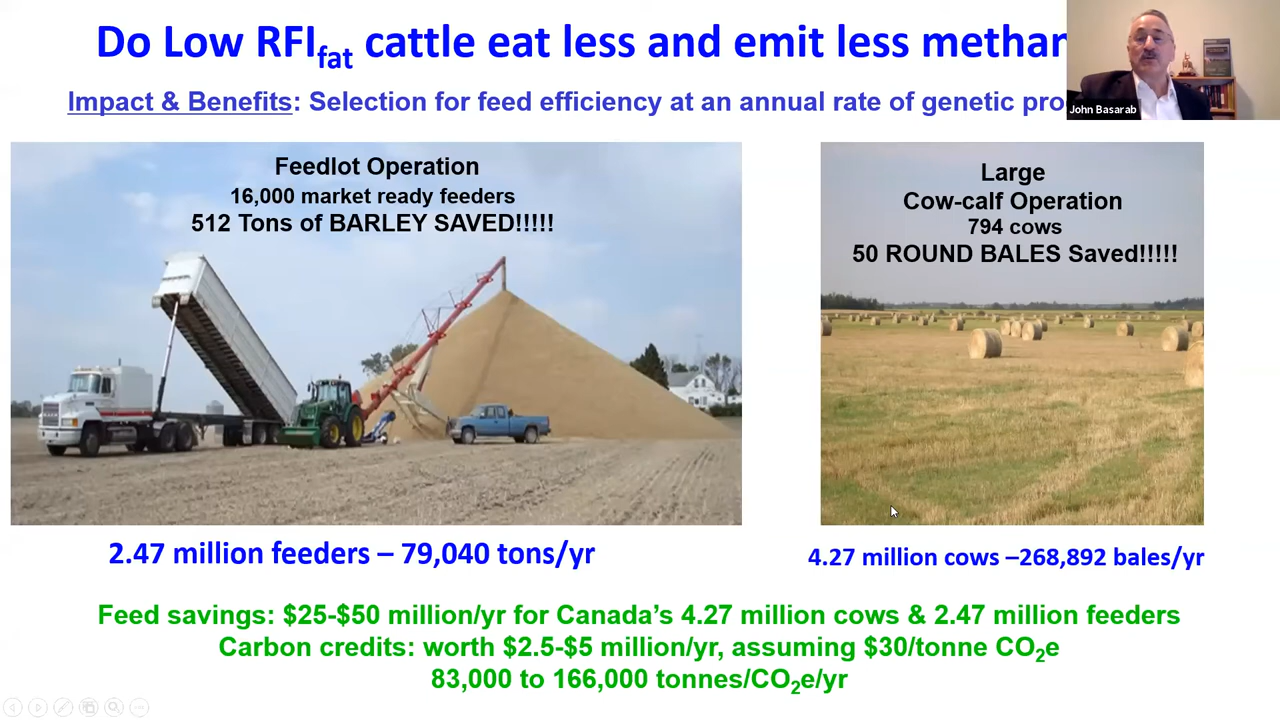 Do Low RFIfat cattle eat less and emit less methan
Impact & Benefits: Selection for feed efficiency at an annual rate of genetic pro
John Basarab
Feedlot Operation
16,000 market ready feeders
512 Tons of BARLEY SAVED!!!!!
Large
Cow-calf Operation
794 cows
50 ROUND BALES Saved!!!!!
2.47 million feeders – 79,040 tons/yr
4.27 million cows –268,892 bales/yr
Feed savings: $25-$50 million/yr for Canada’s 4.27 million cows & 2.47 million feeders
Carbon credits: worth $2.5-$5 million/yr, assuming $30/tonne CO2e
83,000 to 166,000 tonnes/CO2e/yr